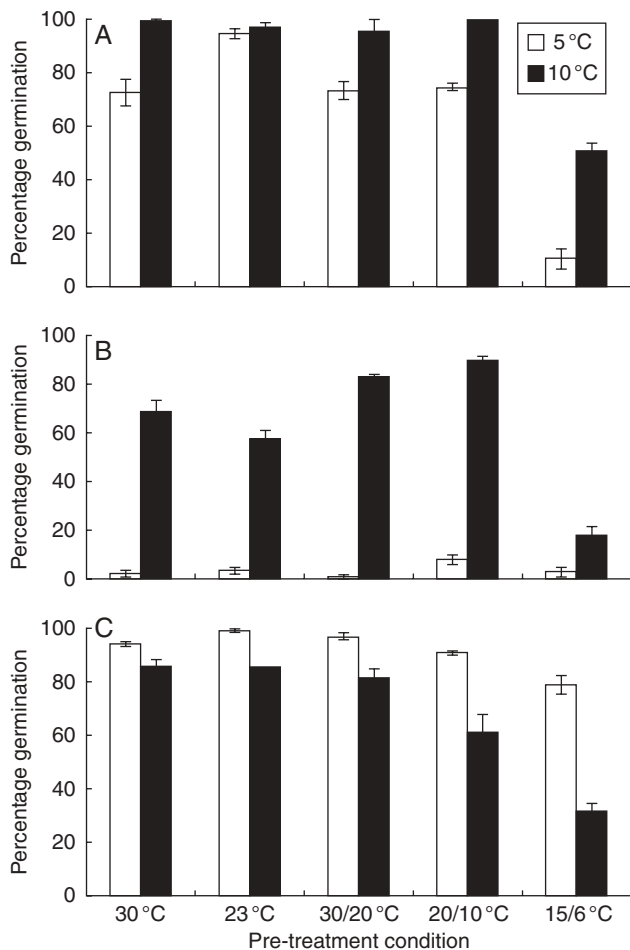 A
5 °C
10 °C
Percentage germination
100
80
60
40
20
0
B
Percentage germination
100
80
60
40
20
0
C
Percentage germination
100
80
60
40
20
0
30 °C 23 °C 30/20 °C 20/10 °C 15/6 °C
Pre-treatment condition